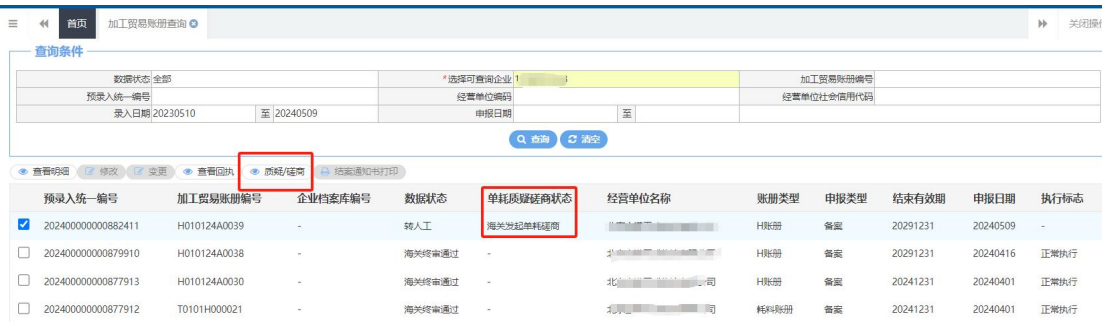 首页 加工贸易账册查询 关闭操
查询条件
数据状态 全部 *选择可查询企业 1 加工贸易账册编号
预录入统一编号 经营单位编码 经营单位社会信用代码
录入日期 20230510 至 20240509 申报日期 至
查询 清空
查看明细 修改 变更 查看回执 质疑/磋商 结案通知书打印
预录入统一编号 加工贸易账册编号 企业档案库编号 数据状态 单耗质疑磋商状态 经营单位名称 账册类型 申报类型 结束有效期 申报日期 执行标志
202400000000882411 H010124A0039 - 转人工 海关发起单耗磋商 H账册 备案 20291231 20240509 -
202400000000879910 H010124A0038 - 海关终审通过 - H账册 备案 20291231 20240416 正常执行
202400000000877913 H010124A0030 - 海关终审通过 - 北 司 H账册 备案 20241231 20240401 正常执行
202400000000877912 T0101H000021 - 海关终审通过 - 司 耗料账册 备案 20241231 20240401 正常执行